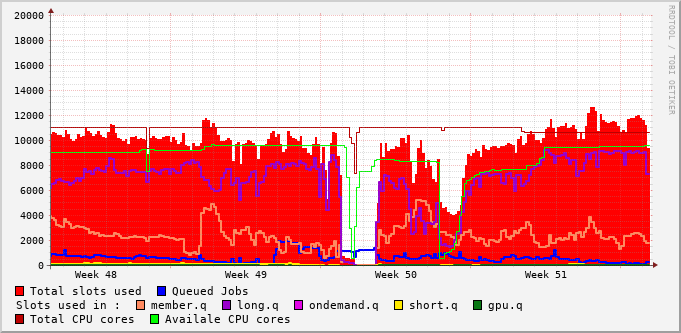 RRDTOOL / TOBI OETIKER
20000
18000
16000
14000
12000
10000
8000
6000
4000
2000
0
Week 48 Week 49 Week 50 Week 51
Total slots used Queued Jobs
Slots used in : member.q long.q ondemand.q short.q gpu.q
Total CPU cores Availale CPU cores